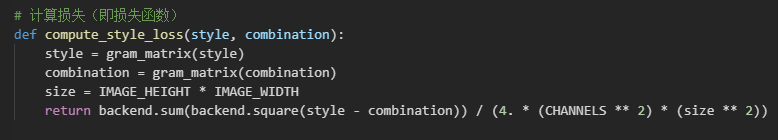 # 计算损失（即损失函数）
def compute_style_loss(style, combination):
    style = gram_matrix(style)
    combination = gram_matrix(combination)
    size = IMAGE_HEIGHT * IMAGE_WIDTH
    return backend.sum(backend.square(style - combination)) / (4. * (CHANNELS ** 2) * (size ** 2))